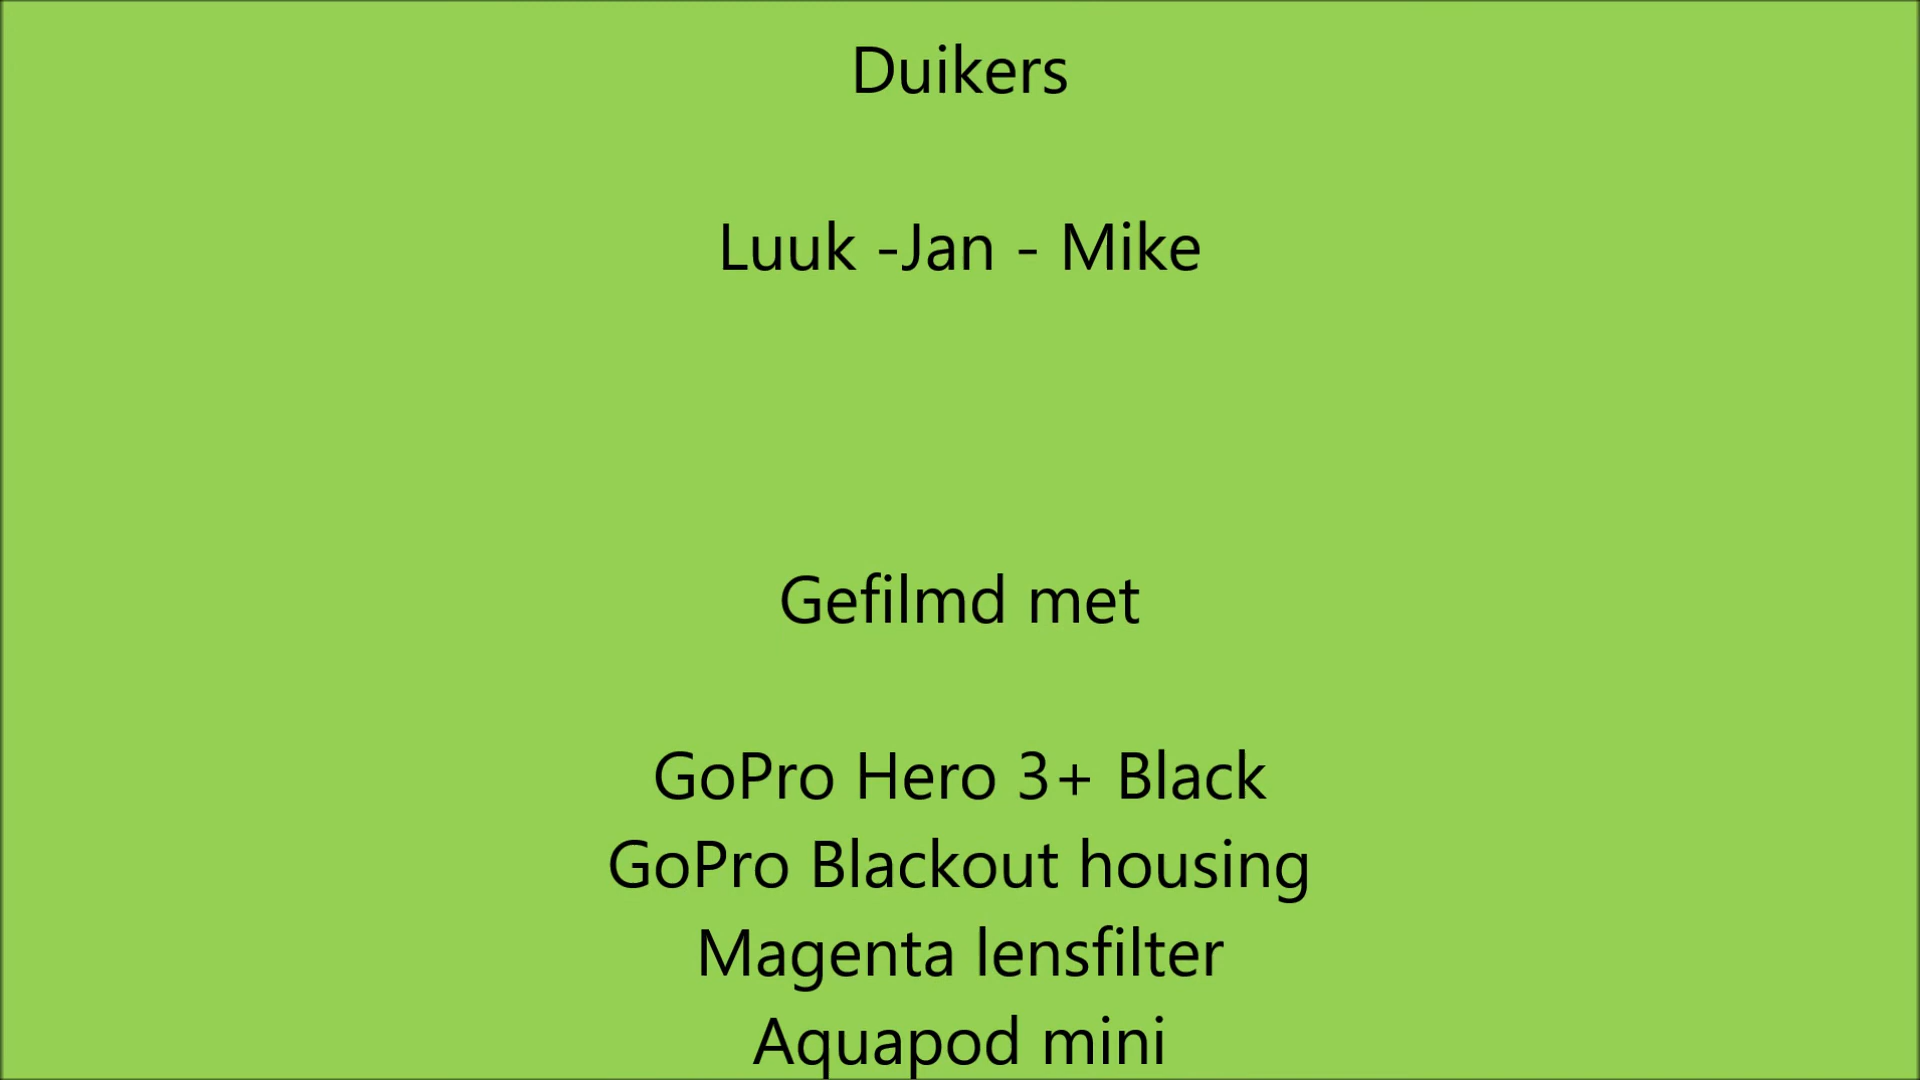 Duikers
Luuk -Jan - Mike
Gefilmd met
GoPro Hero 3+ Black
GoPro Blackout housing
Magenta lensfilter
Aquapod mini